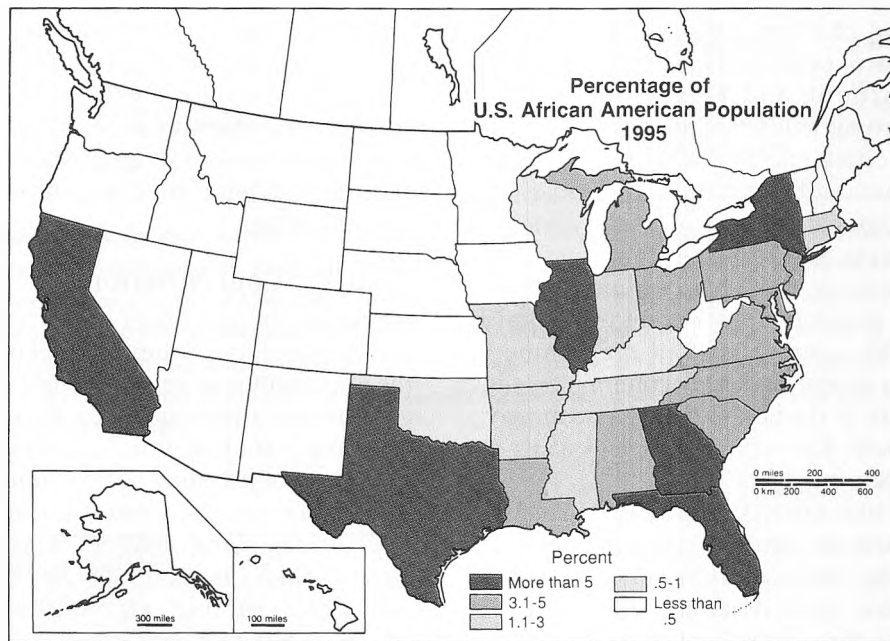 Percentage of
U.S. African American Population
1995
0 miles 200 400
0 km 200 400 600
Percent
More than 5
3.1-5
1.1-3
.5-1
Less than
.5
300 miles
100 miles